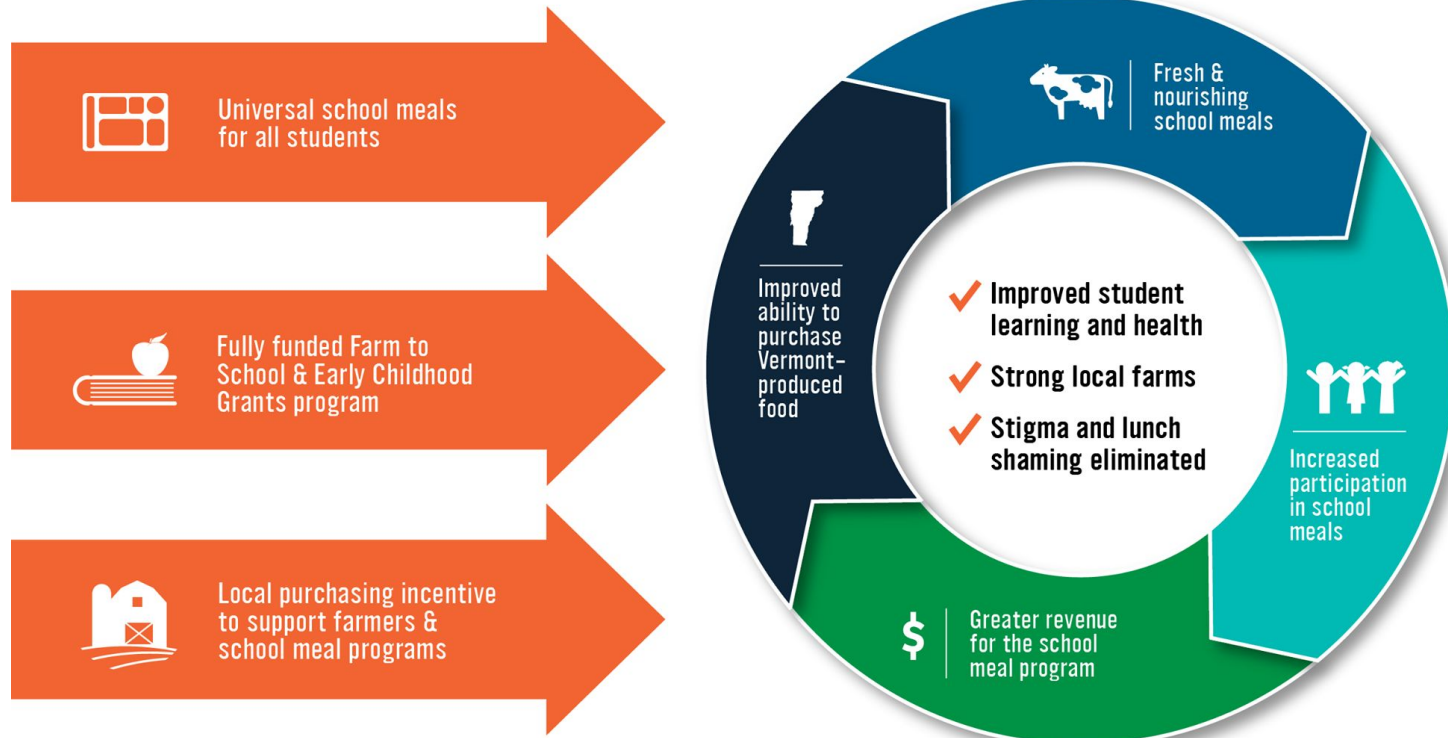 Universal school meals
for all students
Fully funded Farm to
School & Early Childhood
Grants program
Local purchasing incentive
to support farmers &
school meal programs
Fresh &
nourishing
school meals
Increased
participation
in school
meals
$
Greater revenue
for the school
meal program
Improved
ability to
purchase
Vermont–
produced
food
Improved student
learning and health
Strong local farms
Stigma and lunch
shaming eliminated